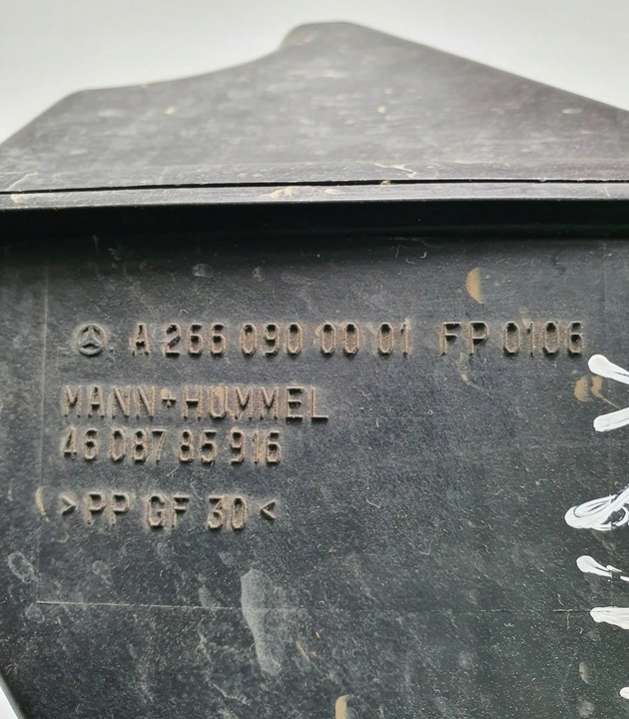 A 266 090 00 01 FP 0106
MANN+HUMMEL
46 087 85 916
>PP GF 30<